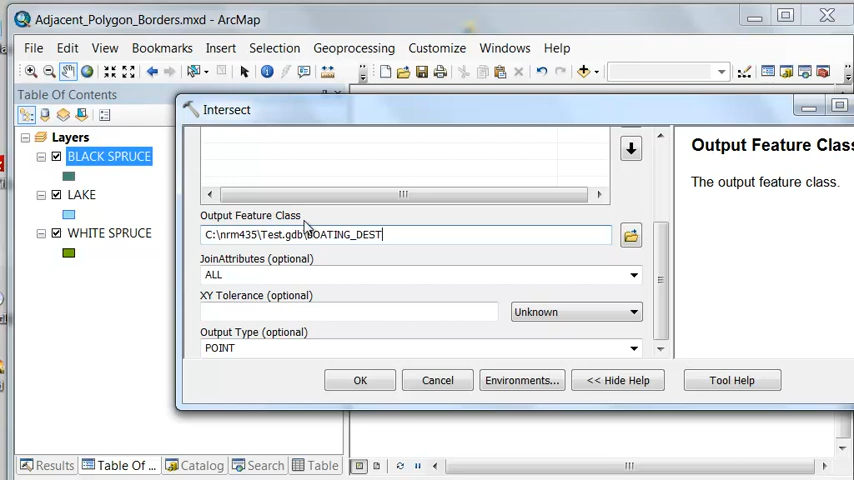 Adjacent_Polygon_Borders.mxd - ArcMap
File Edit View Bookmarks Insert Selection Geoprocessing Customize Windows Help
Table Of Contents
Layers
BLACK SPRUCE
LAKE
WHITE SPRUCE
Intersect
Output Feature Class
C:\nrm435\Test.gdb\BOATING_DEST
JoinAttributes (optional)
ALL
XY Tolerance (optional)
Unknown
Output Type (optional)
POINT
OK Cancel Environments... << Hide Help Tool Help
Output Feature Class
The output feature class.
Results Table Of ... Catalog Search Table